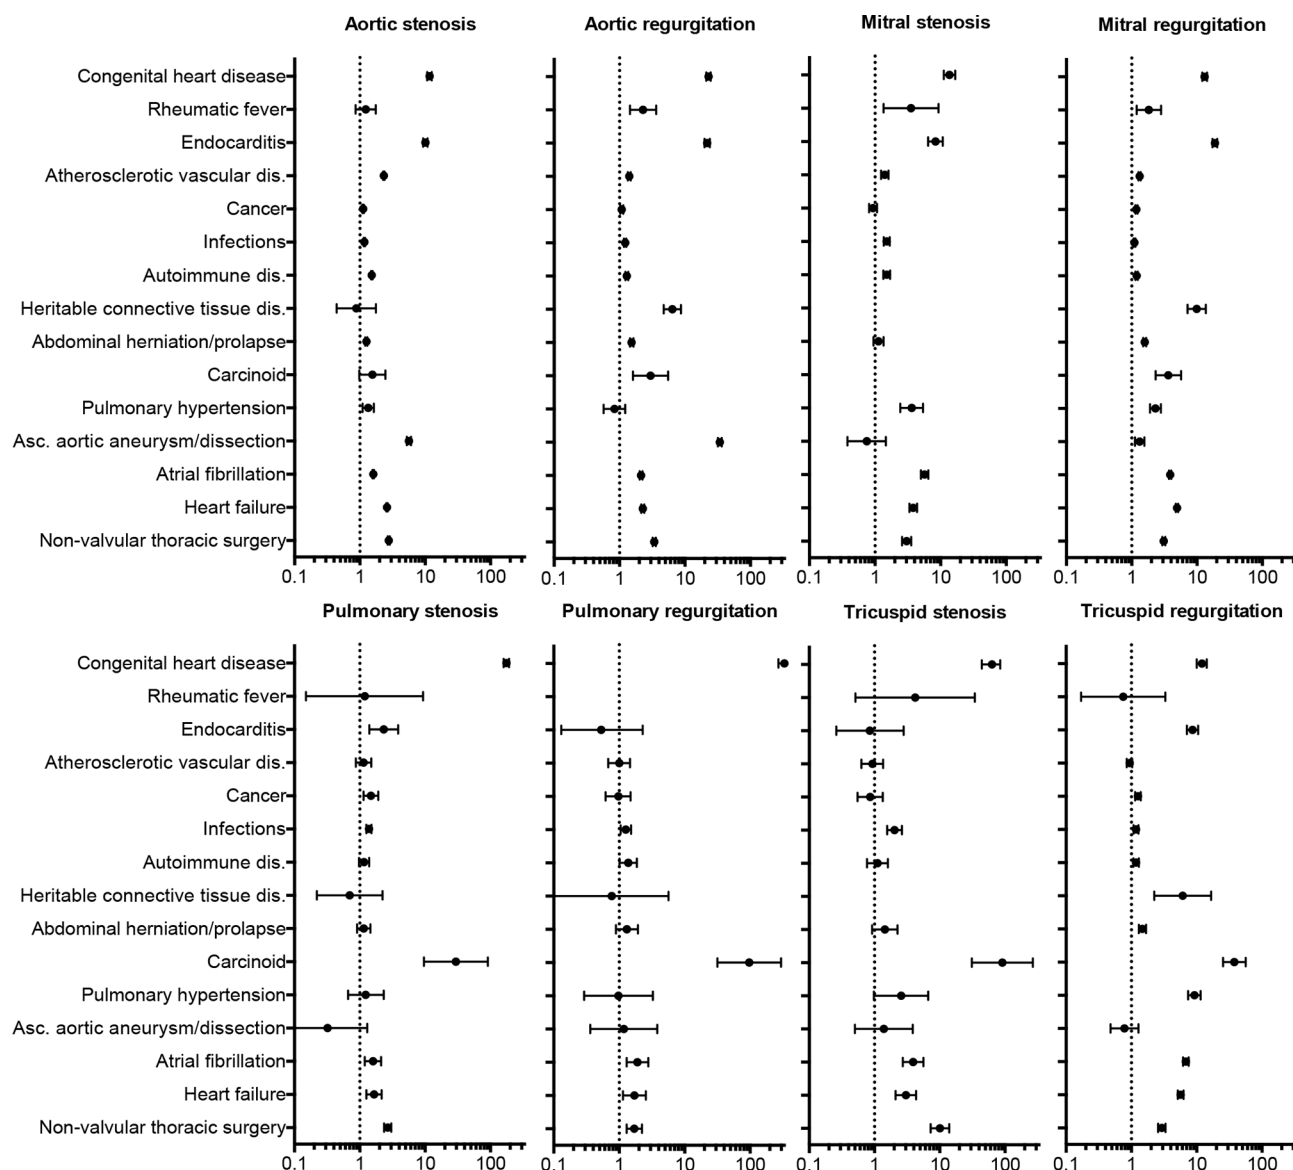 Aortic stenosis Aortic regurgitation Mitral stenosis Mitral regurgitation
Congenital heart disease
Rheumatic fever
Endocarditis
Atherosclerotic vascular dis.
Cancer
Infections
Autoimmune dis.
Heritable connective tissue dis.
Abdominal herniation/prolapse
Carcinoid
Pulmonary hypertension
Asc. aortic aneurysm/dissection
Atrial fibrillation
Heart failure
Non-valvular thoracic surgery
0.1 1 10 100 0.1 1 10 100 0.1 1 10 100 0.1 1 10 100
Pulmonary stenosis Pulmonary regurgitation Tricuspid stenosis Tricuspid regurgitation
Congenital heart disease
Rheumatic fever
Endocarditis
Atherosclerotic vascular dis.
Cancer
Infections
Autoimmune dis.
Heritable connective tissue dis.
Abdominal herniation/prolapse
Carcinoid
Pulmonary hypertension
Asc. aortic aneurysm/dissection
Atrial fibrillation
Heart failure
Non-valvular thoracic surgery
0.1 1 10 100 0.1 1 10 100 0.1 1 10 100 0.1 1 10 100